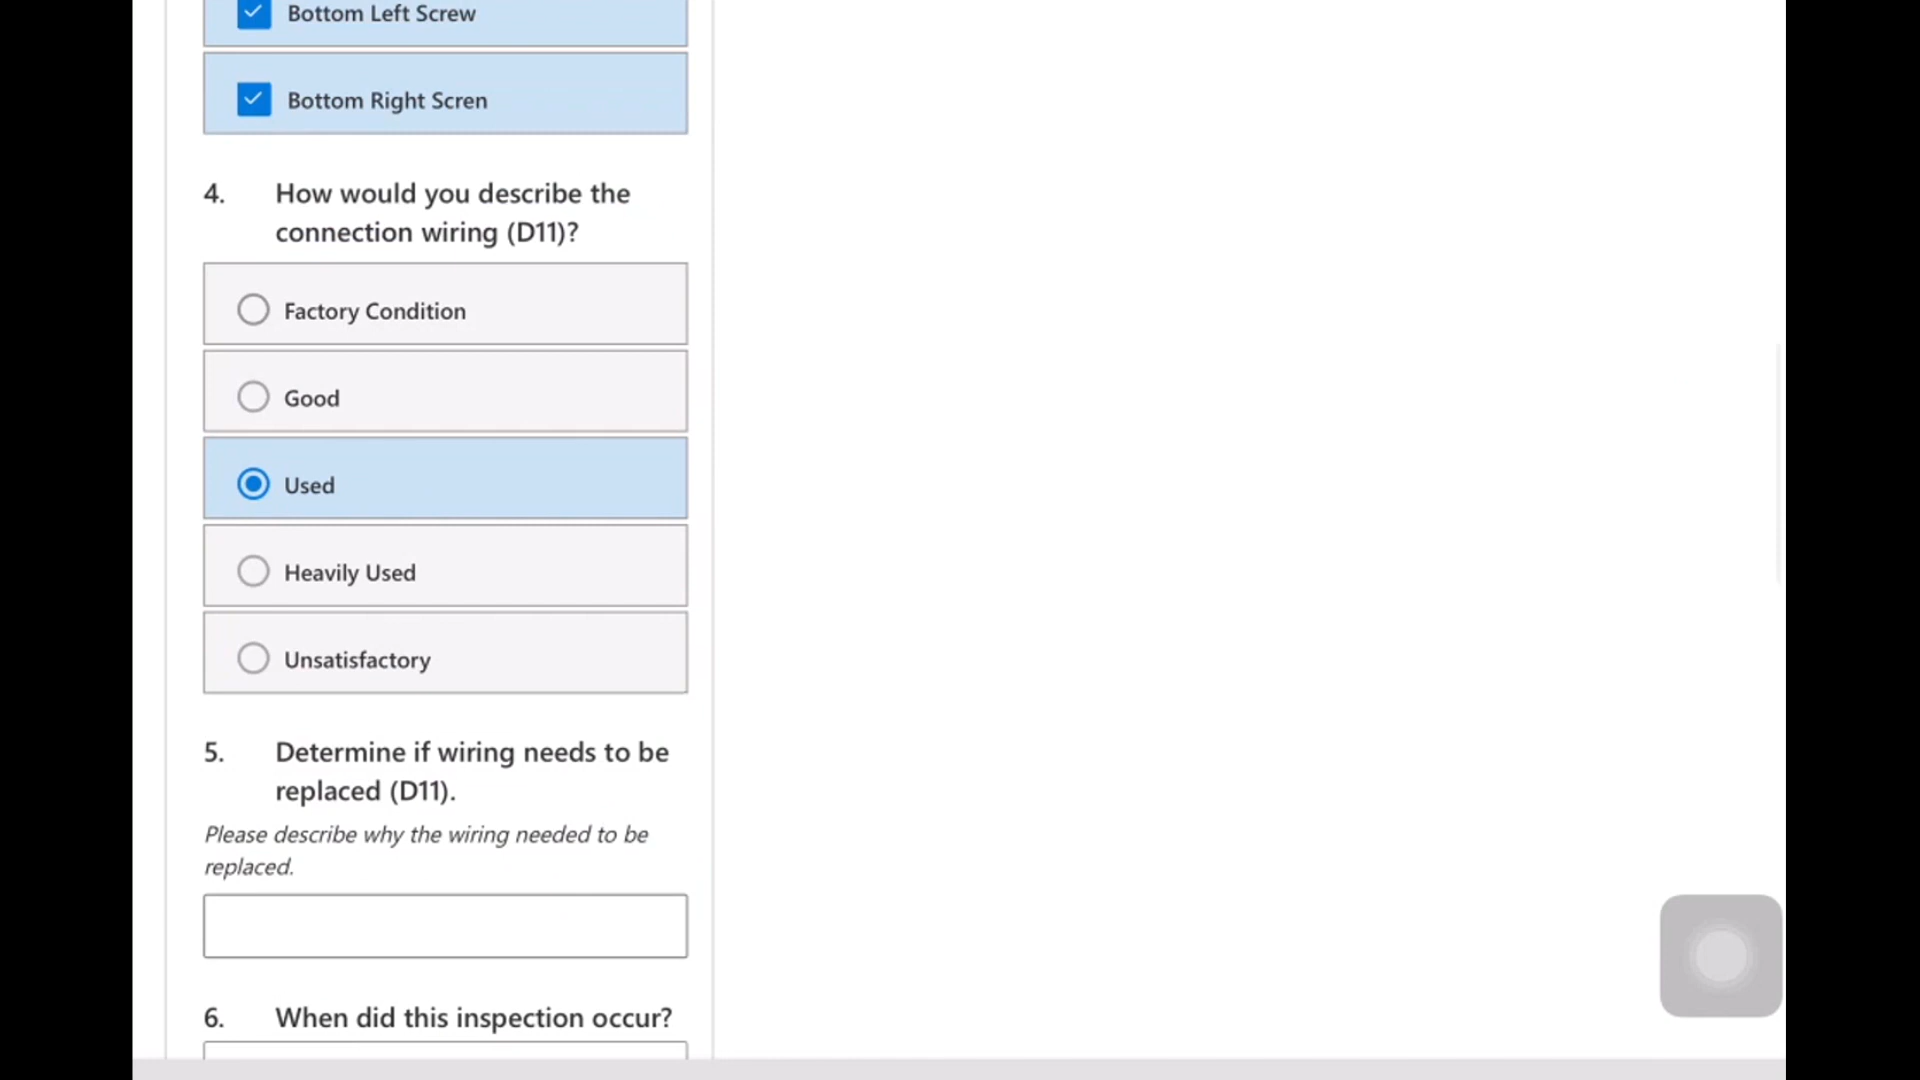 Bottom Left Screw
Bottom Right Scren
4. How would you describe the
connection wiring (D11)?
Factory Condition
Good
Used
Heavily Used
Unsatisfactory
5. Determine if wiring needs to be
replaced (D11).
Please describe why the wiring needed to be
replaced.
6. When did this inspection occur?